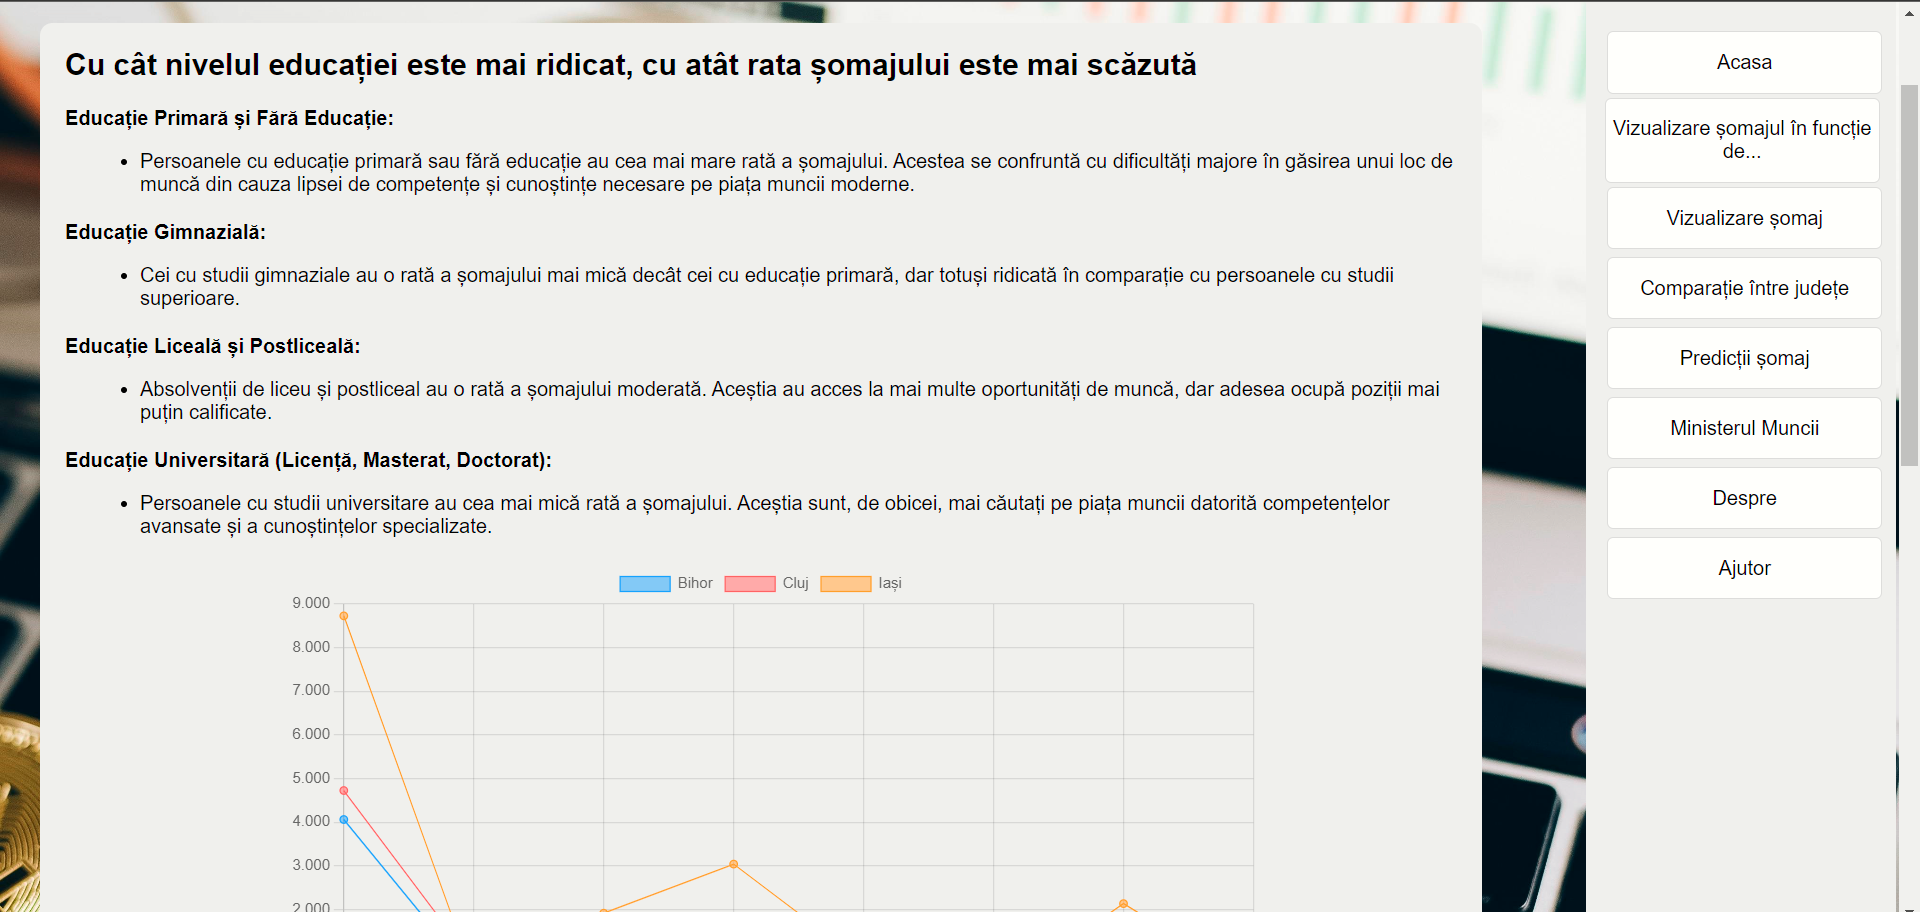 Cu cât nivelul educației este mai ridicat, cu atât rata șomajului este mai scăzută
Educație Primară și Fără Educație:
Persoanele cu educație primară sau fără educație au cea mai mare rată a șomajului. Acestea se confruntă cu dificultăți majore în găsirea unui loc de
muncă din cauza lipsei de competențe și cunoștințe necesare pe piața muncii moderne.
Educație Gimnazială:
Cei cu studii gimnaziale au o rată a șomajului mai mică decât cei cu educație primară, dar totuși ridicată în comparație cu persoanele cu studii
superioare.
Educație Liceală și Postliceală:
Absolvenții de liceu și postliceal au o rată a șomajului moderată. Aceștia au acces la mai multe oportunități de muncă, dar adesea ocupă poziții mai
puțin calificate.
Educație Universitară (Licență, Masterat, Doctorat):
Persoanele cu studii universitare au cea mai mică rată a șomajului. Aceștia sunt, de obicei, mai căutați pe piața muncii datorită competențelor
avansate și a cunoștințelor specializate.
Bihor Cluj Iași
9.000
8.000
7.000
6.000
5.000
4.000
3.000
2.000
Acasa
Vizualizare șomajul în funcție
de...
Vizualizare șomaj
Comparație între județe
Predicții șomaj
Ministerul Muncii
Despre
Ajutor